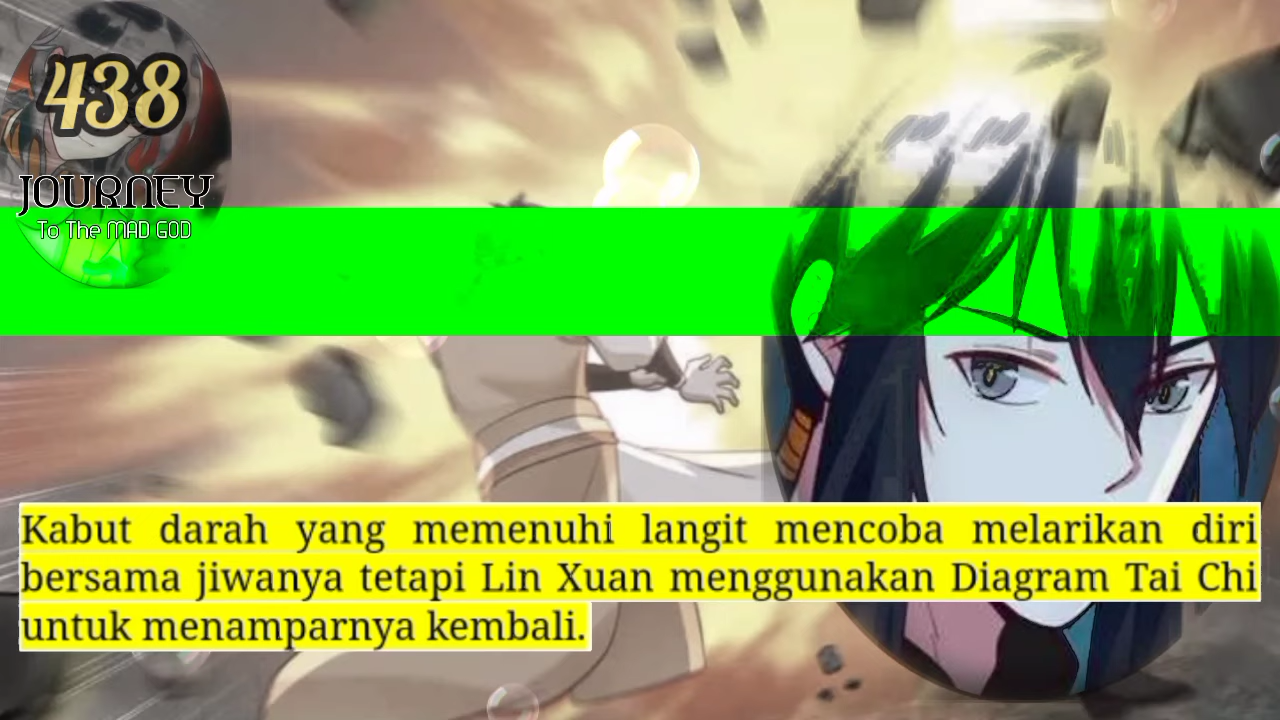 438
JOURNEY
To The MAD GOD
Kabut darah yang memenuhi langit mencoba melarikan diri
bersama jiwanya tetapi Lin Xuan menggunakan Diagram Tai Chi
untuk menamparnya kembali.